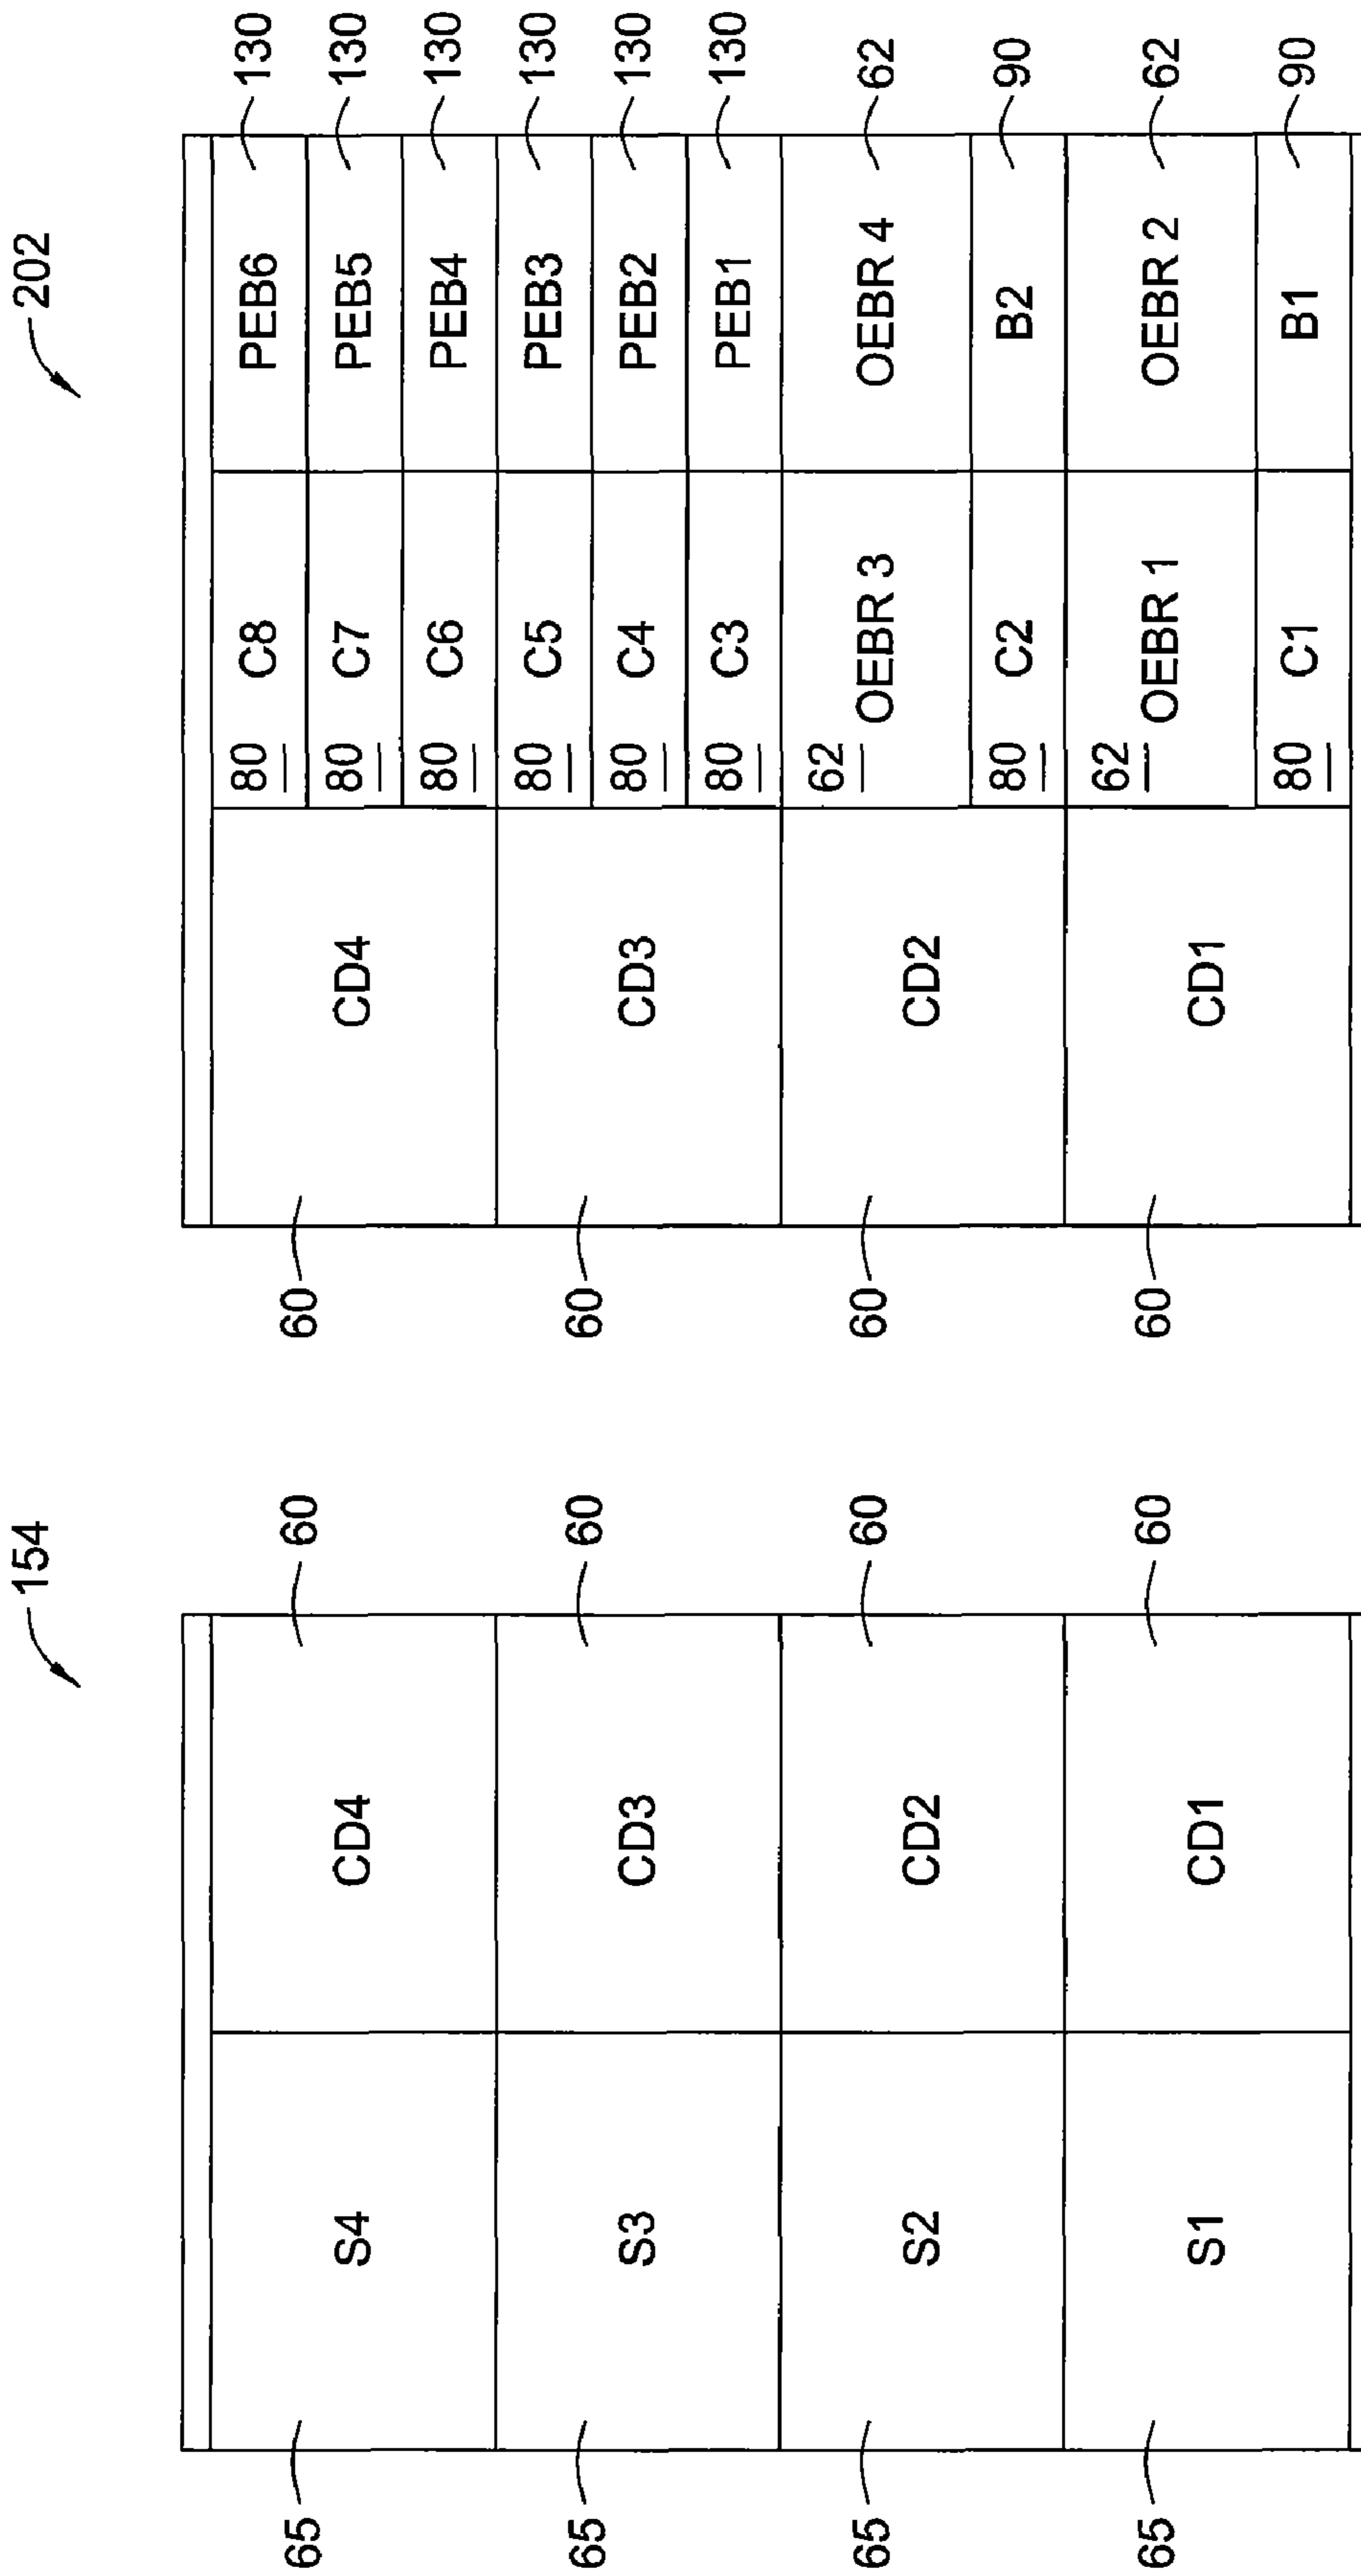 154
65 S4 CD4 60
65 S3 CD3 60
65 S2 CD2 60
65 S1 CD1 60
202
80 C8 PEB6 130
60 CD4 80 C7 PEB5 130
80 C6 PEB4 130
80 C5 PEB3 130
60 CD3 80 C4 PEB2 130
80 C3 PEB1 130
60 CD2 62 OEBR 3 OEBR 4 62
80 C2 B2 90
60 CD1 62 OEBR 1 OEBR 2 62
80 C1 B1 90